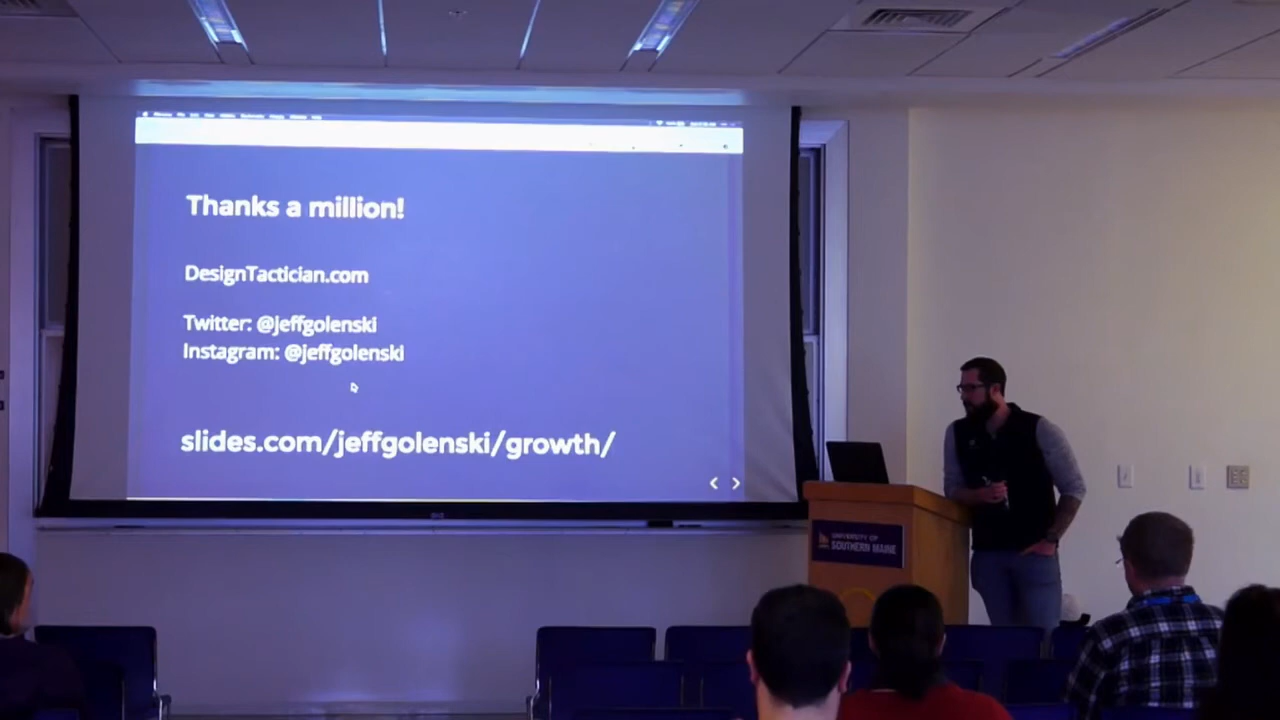 Thanks a million!
DesignTactician.com
Twitter: @jeffgolenski
Instagram: @jeffgolenski
slides.com/jeffgolenski/growth/
UNIVERSITY OF
SOUTHERN MAINE